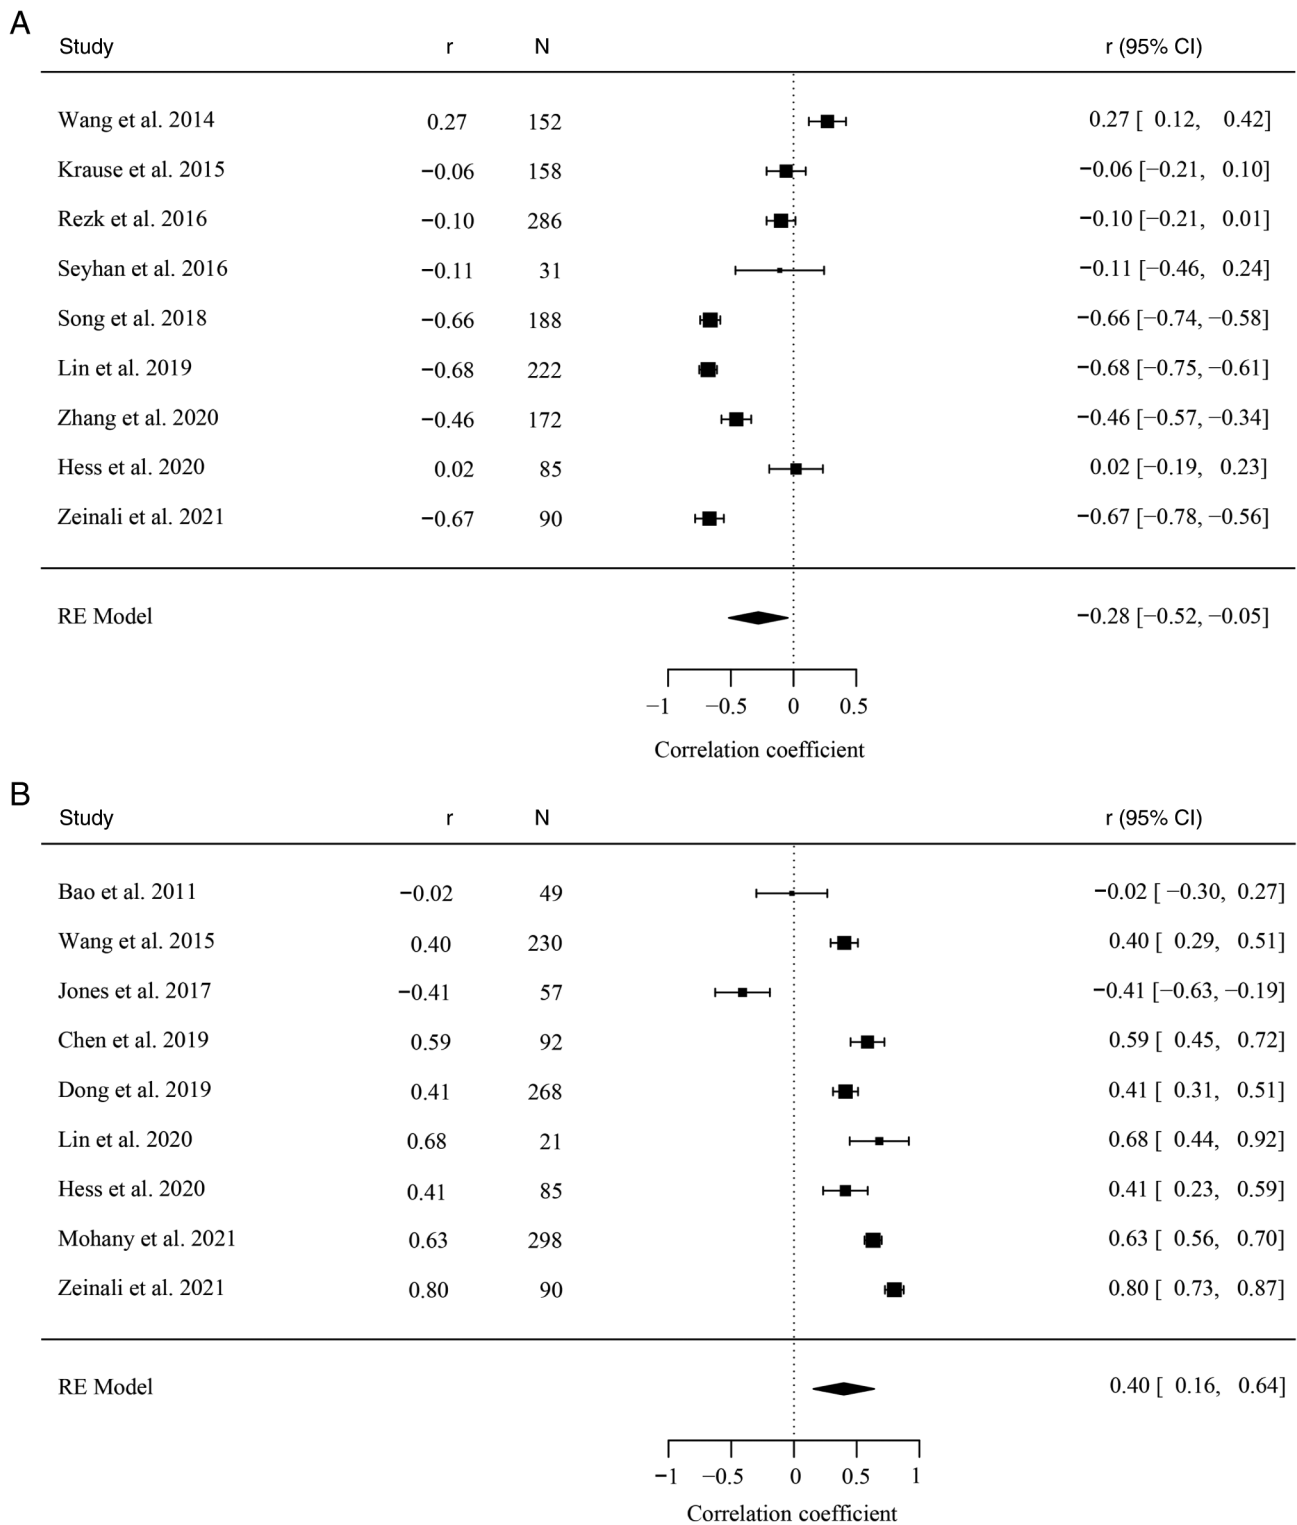 A
Study r N r (95% CI)
Wang et al. 2014 0.27 152 0.27 [ 0.12, 0.42]
Krause et al. 2015 −0.06 158 −0.06 [−0.21, 0.10]
Rezk et al. 2016 −0.10 286 −0.10 [−0.21, 0.01]
Seyhan et al. 2016 −0.11 31 −0.11 [−0.46, 0.24]
Song et al. 2018 −0.66 188 −0.66 [−0.74, −0.58]
Lin et al. 2019 −0.68 222 −0.68 [−0.75, −0.61]
Zhang et al. 2020 −0.46 172 −0.46 [−0.57, −0.34]
Hess et al. 2020 0.02 85 0.02 [−0.19, 0.23]
Zeinali et al. 2021 −0.67 90 −0.67 [−0.78, −0.56]
RE Model −0.28 [−0.52, −0.05]
−1 −0.5 0 0.5
Correlation coefficient
B
Study r N r (95% CI)
Bao et al. 2011 −0.02 49 −0.02 [ −0.30, 0.27]
Wang et al. 2015 0.40 230 0.40 [ 0.29, 0.51]
Jones et al. 2017 −0.41 57 −0.41 [−0.63, −0.19]
Chen et al. 2019 0.59 92 0.59 [ 0.45, 0.72]
Dong et al. 2019 0.41 268 0.41 [ 0.31, 0.51]
Lin et al. 2020 0.68 21 0.68 [ 0.44, 0.92]
Hess et al. 2020 0.41 85 0.41 [ 0.23, 0.59]
Mohany et al. 2021 0.63 298 0.63 [ 0.56, 0.70]
Zeinali et al. 2021 0.80 90 0.80 [ 0.73, 0.87]
RE Model 0.40 [ 0.16, 0.64]
−1 −0.5 0 0.5 1
Correlation coefficient